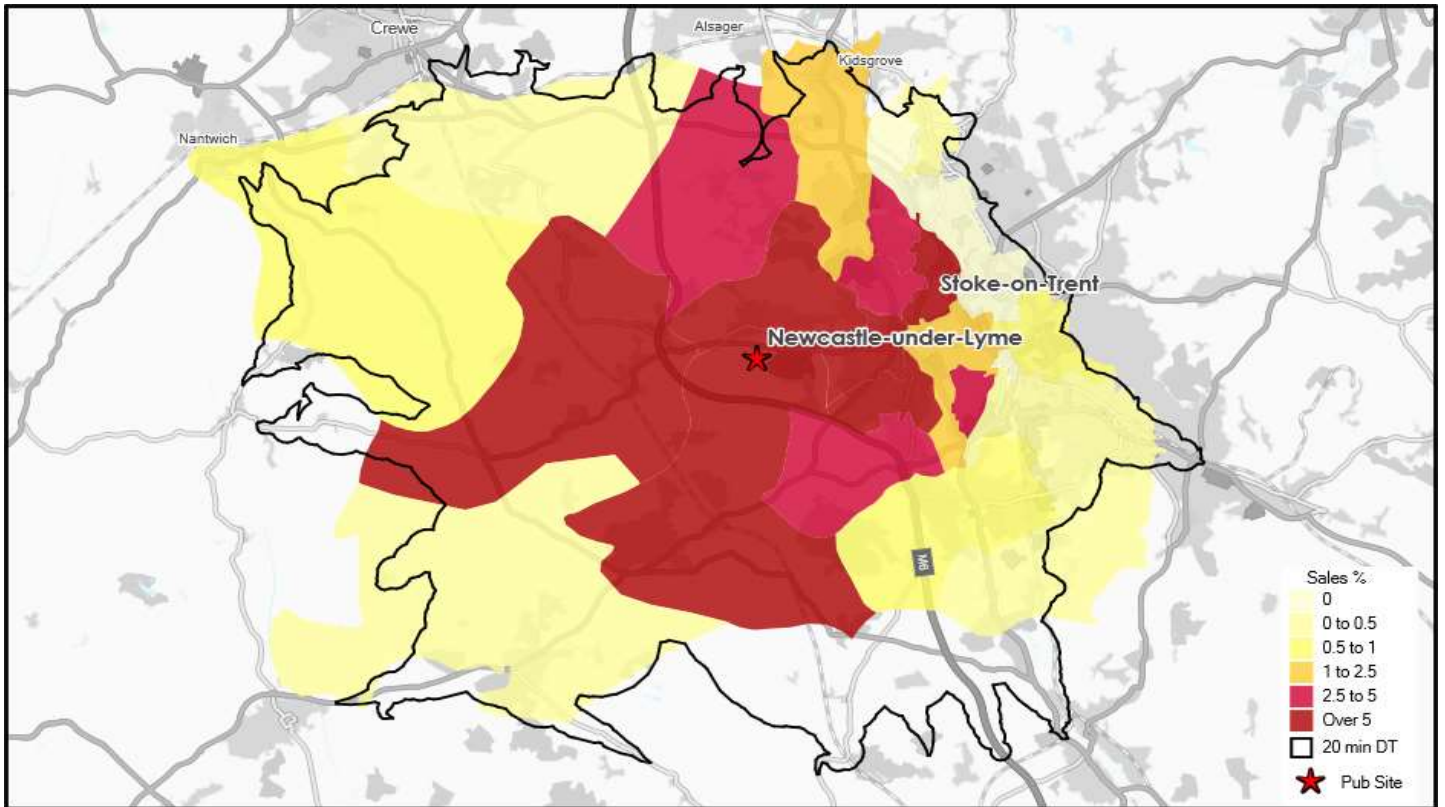 Crewe
Alsager
Kidsgrove
Nantwich
Stoke-on-Trent
Newcastle-under-Lyme
M6
Sales %
0
0 to 0.5
0.5 to 1
1 to 2.5
2.5 to 5
Over 5
20 min DT
Pub Site